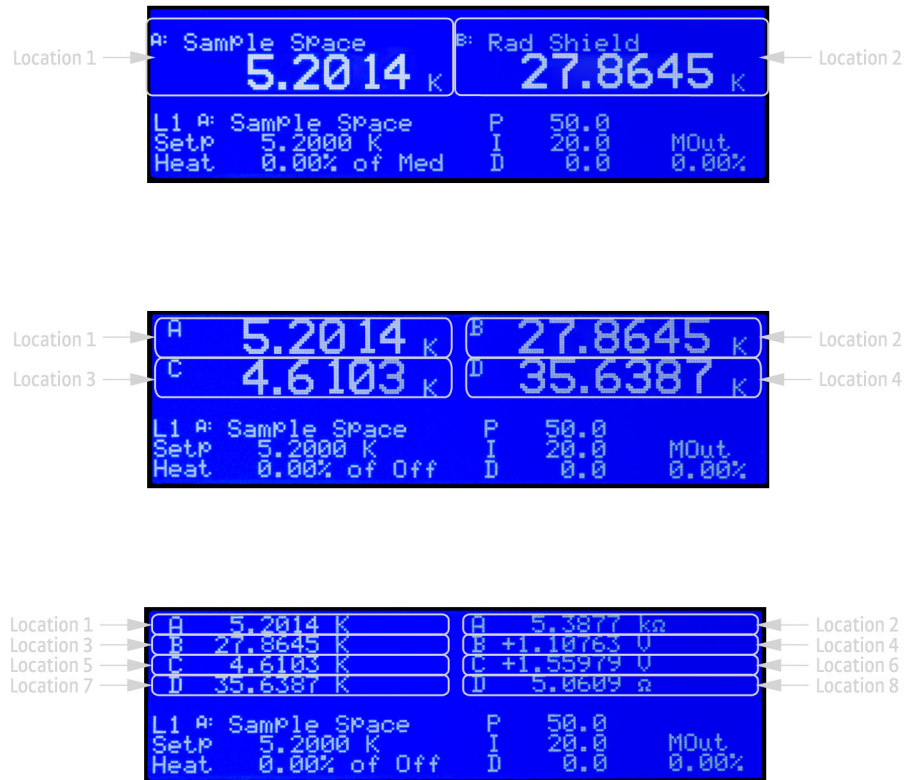 Location 1 A: Sample Space 5.2014 K B: Rad Shield 27.8645 K Location 2
L1 A: Sample Space P 50.0
Setp 5.2000 K I 20.0 MOut
Heat 0.00% of Med D 0.0 0.00%
Location 1 A 5.2014 K B 27.8645 K Location 2
Location 3 C 4.6103 K D 35.6387 K Location 4
L1 A: Sample Space P 50.0
Setp 5.2000 K I 20.0 MOut
Heat 0.00% of Off D 0.0 0.00%
Location 1 A 5.2014 K A 5.3877 kΩ Location 2
Location 3 B 27.8645 K B +1.10763 V Location 4
Location 5 C 4.6103 K C +1.55979 V Location 6
Location 7 D 35.6387 K D 5.0609 Ω Location 8
L1 A: Sample Space P 50.0
Setp 5.2000 K I 20.0 MOut
Heat 0.00% of Off D 0.0 0.00%